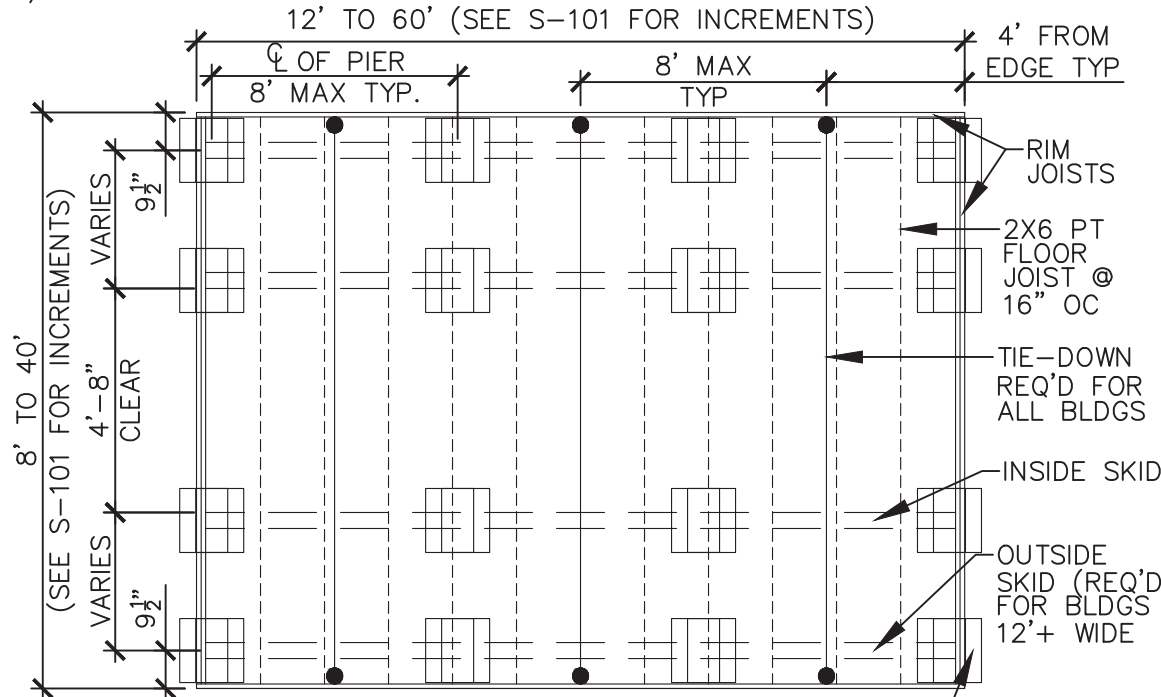 12' TO 60' (SEE S-101 FOR INCREMENTS)
℄ OF PIER
8' MAX TYP.
8' MAX
TYP
4' FROM
EDGE TYP
8' TO 40'
(SEE S-101 FOR INCREMENTS)
VARIES
9½"
4'-8"
CLEAR
VARIES
9½"
RIM
JOISTS
2X6 PT
FLOOR
JOIST @
16" OC
TIE-DOWN
REQ'D FOR
ALL BLDGS
INSIDE SKID
OUTSIDE
SKID (REQ'D
FOR BLDGS
12'+ WIDE